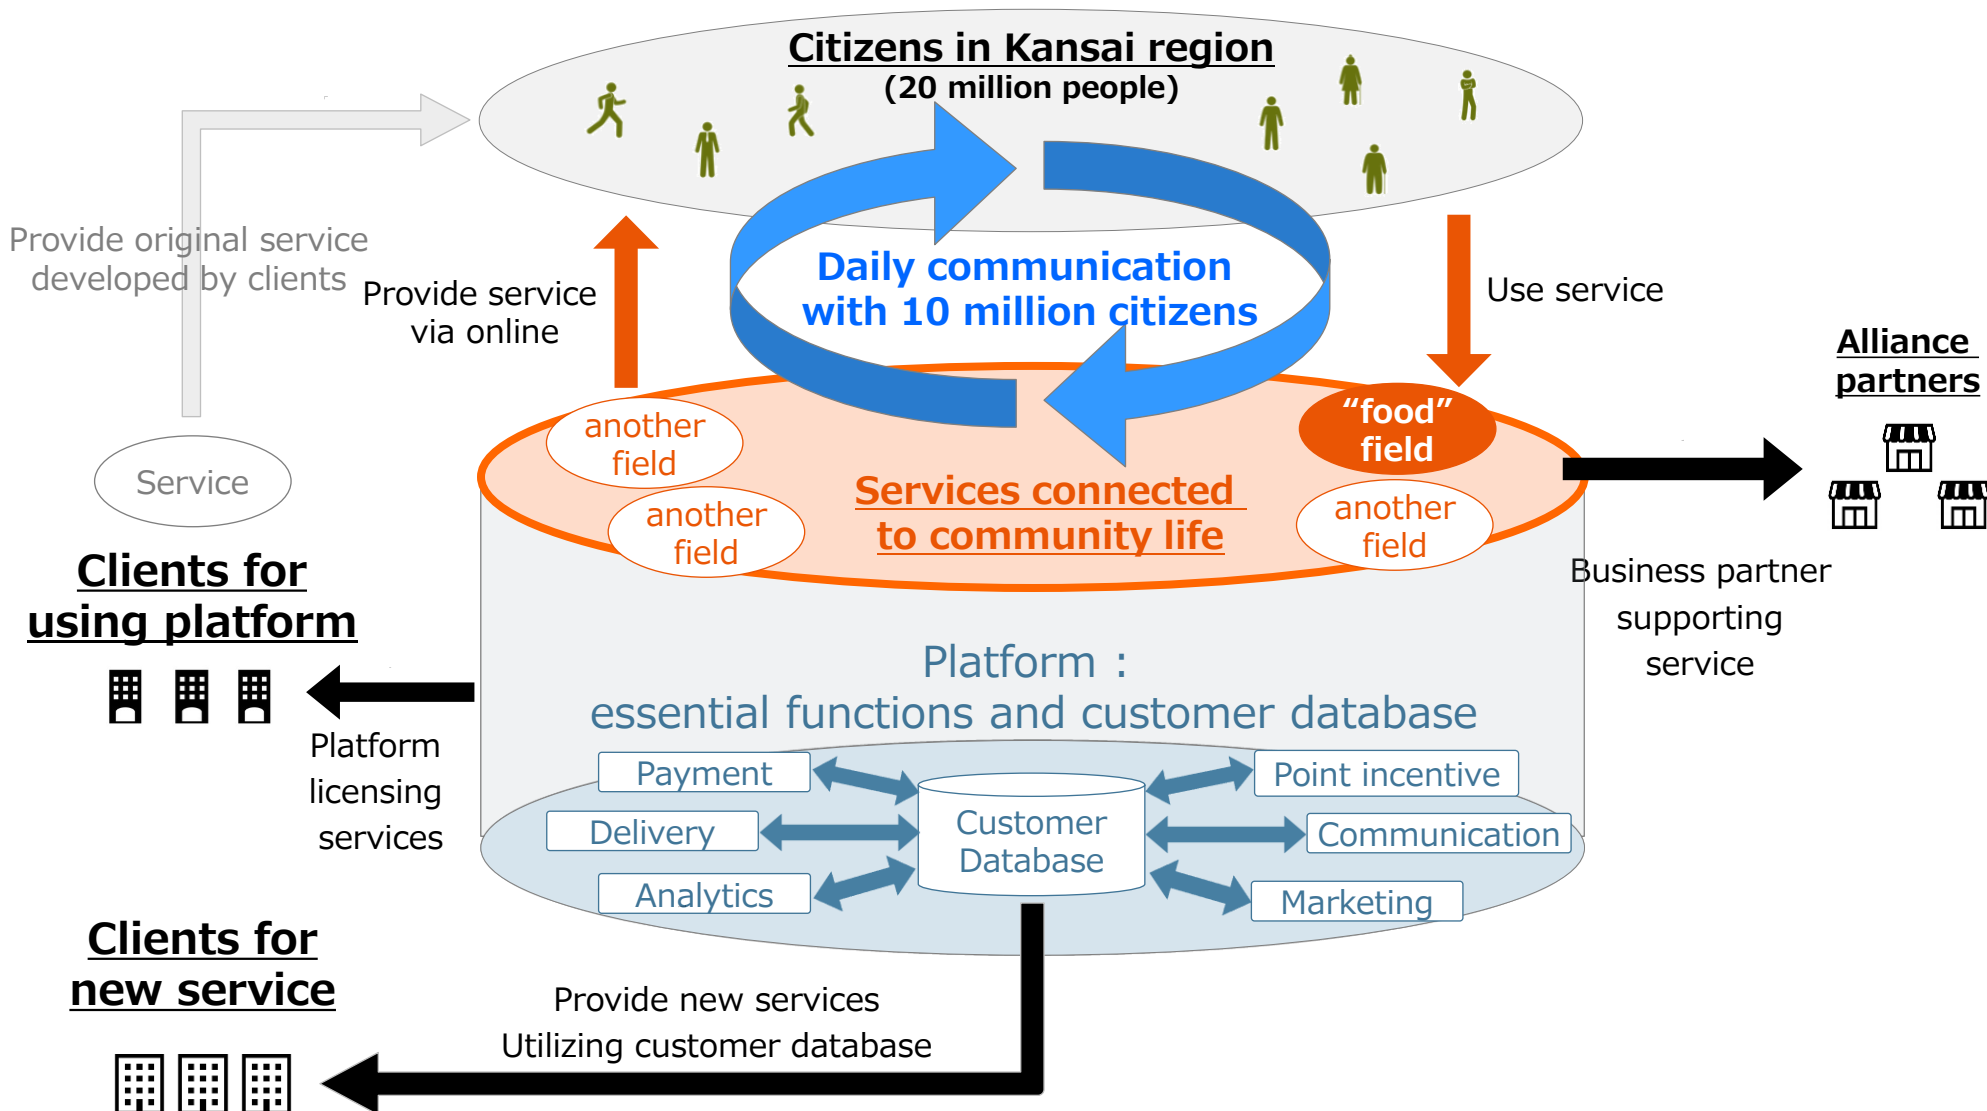 Citizens in Kansai region
(20 million people)
Provide original service
developed by clients
Provide service
via online
Daily communication
with 10 million citizens
Use service
Alliance
partners
another
field
“food”
field
Service
another
field
Services connected
to community life
another
field
Clients for
using platform
Business partner
supporting
service
Platform :
essential functions and customer database
Platform
licensing
services
Payment
Point incentive
Delivery
Customer
Database
Communication
Analytics
Marketing
Clients for
new service
Provide new services
Utilizing customer database